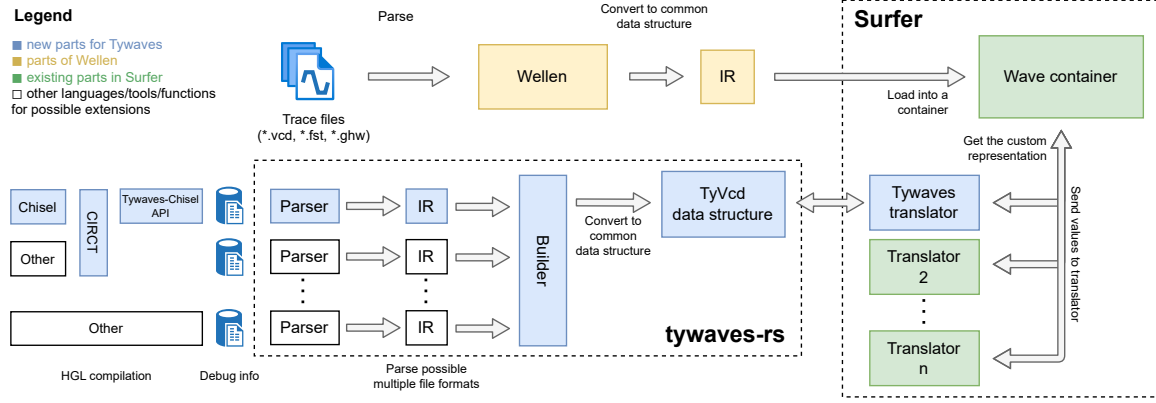 Legend
new parts for Tywaves
parts of Wellen
existing parts in Surfer
other languages/tools/functions
for possible extensions
Parse
Trace files
(*.vcd, *.fst, *.ghw)
Wellen
Convert to common
data structure
IR
Load into a
container
Surfer
Wave container
Get the custom
representation
Send values to translator
Tywaves
translator
Translator
2
Translator
n
Chisel
CIRCT
Tywaves-Chisel
API
Other
Other
HGL compilation
Debug info
Parser
IR
Parser
IR
Parser
IR
Builder
Convert to
common
data structure
TyVcd
data structure
tywaves-rs
Parse possible
multiple file formats